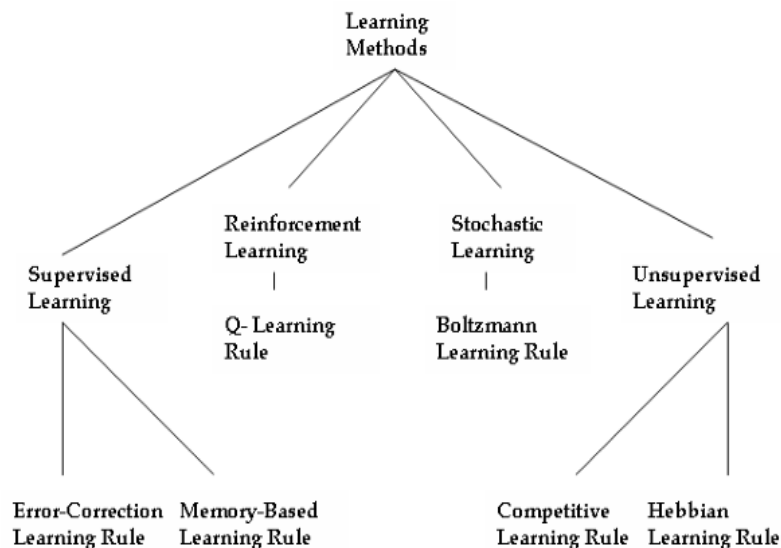 Learning
Methods
Reinforcement
Learning
Stochastic
Learning
Supervised
Learning
Unsupervised
Learning
Q- Learning
Rule
Boltzmann
Learning Rule
Error-Correction
Learning Rule
Memory-Based
Learning Rule
Competitive
Learning Rule
Hebbian
Learning Rule